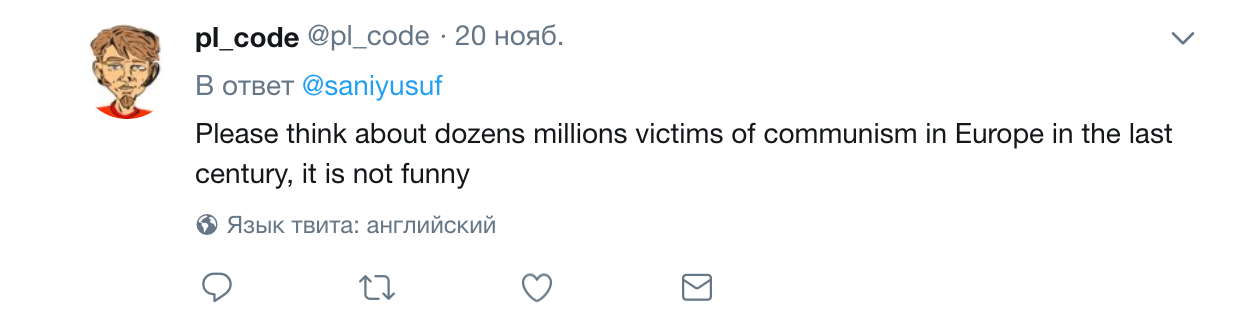 pl_code @pl_code · 20 нояб.
В ответ @saniyusuf
Please think about dozens millions victims of communism in Europe in the last
century, it is not funny
Язык твита: английский